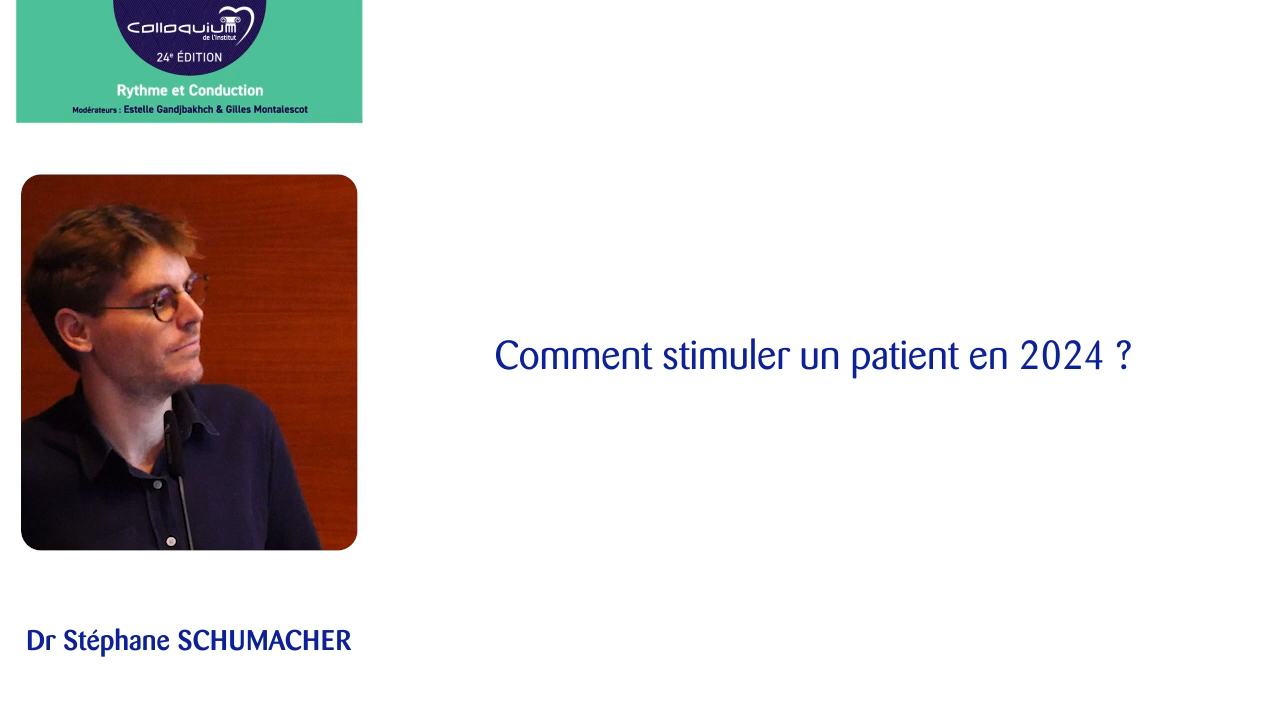 Colloquium
de l'Institut
24e ÉDITION
Rythme et Conduction
Modérateurs : Estelle Gandjbakhch & Gilles Montalescot
Comment stimuler un patient en 2024 ?
Dr Stéphane SCHUMACHER